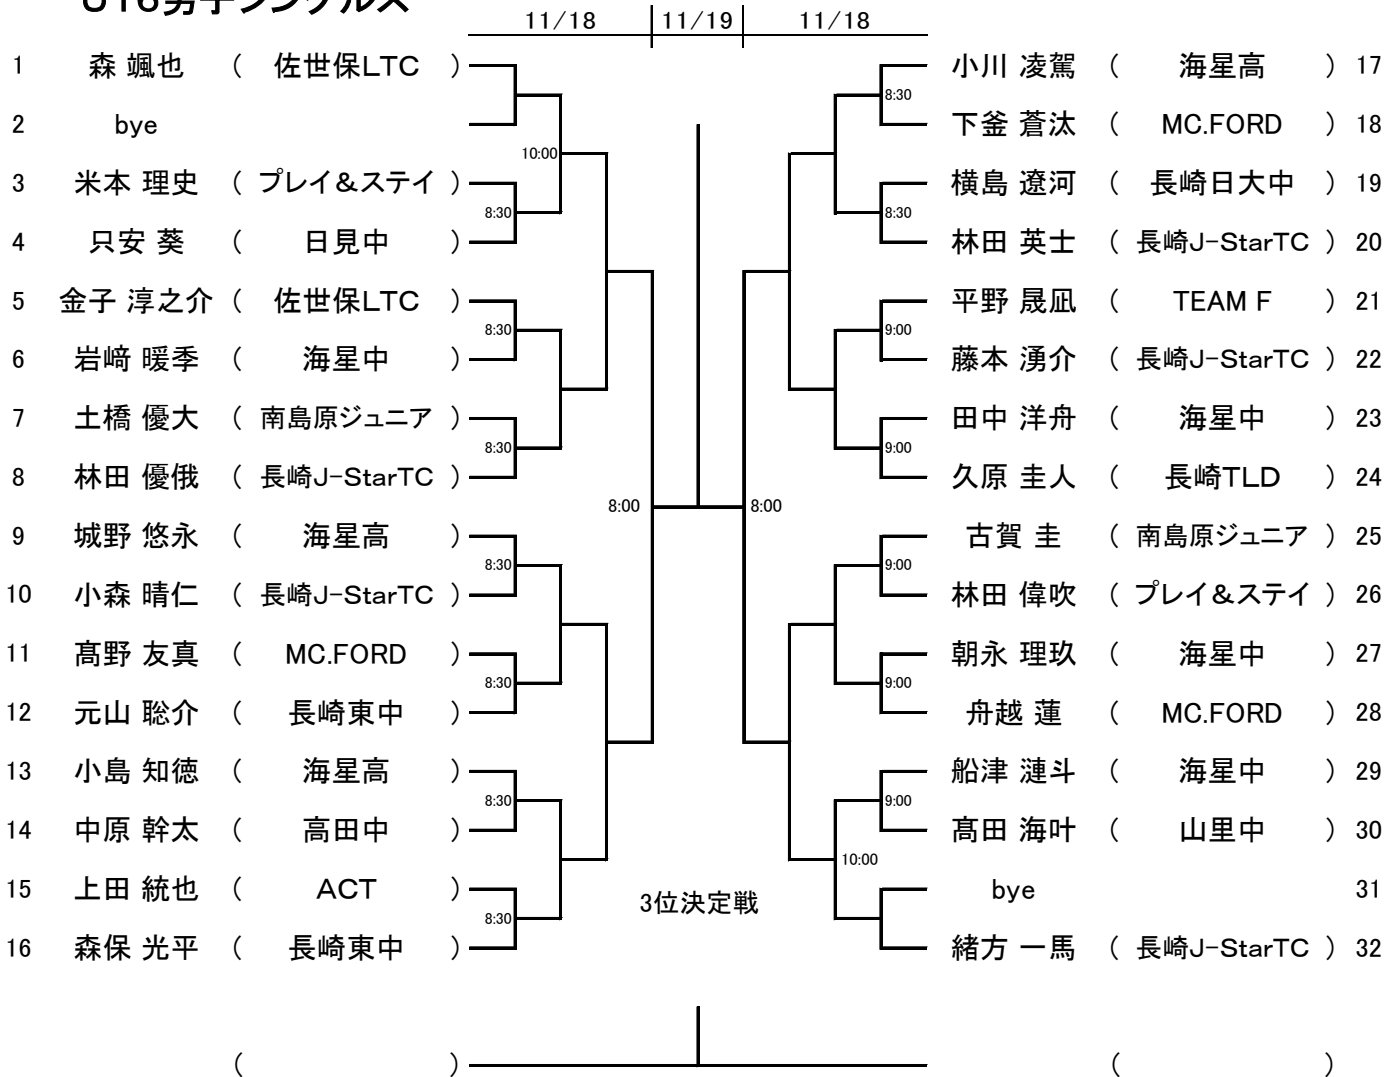 U16男子シングルス
11/18 11/19 11/18
1 森 颯也 ( 佐世保LTC )
2 bye
3 米本 理史 ( プレイ&ステイ )
4 只安 葵 ( 日見中 )
5 金子 淳之介 ( 佐世保LTC )
6 岩﨑 暖季 ( 海星中 )
7 土橋 優大 ( 南島原ジュニア )
8 林田 優俄 ( 長崎J-StarTC )
9 城野 悠永 ( 海星高 )
10 小森 晴仁 ( 長崎J-StarTC )
11 髙野 友真 ( MC.FORD )
12 元山 聡介 ( 長崎東中 )
13 小島 知徳 ( 海星高 )
14 中原 幹太 ( 高田中 )
15 上田 統也 ( ACT )
16 森保 光平 ( 長崎東中 )
10:00
8:30
8:30
8:30
8:30
8:30
8:30
8:30
8:00
8:00
8:30
8:30
9:00
9:00
9:00
9:00
9:00
10:00
小川 凌駕 ( 海星高 ) 17
下釜 蒼汰 ( MC.FORD ) 18
横島 遼河 ( 長崎日大中 ) 19
林田 英士 ( 長崎J-StarTC ) 20
平野 晟凪 ( TEAM F ) 21
藤本 湧介 ( 長崎J-StarTC ) 22
田中 洋舟 ( 海星中 ) 23
久原 圭人 ( 長崎TLD ) 24
古賀 圭 ( 南島原ジュニア ) 25
林田 偉吹 ( プレイ&ステイ ) 26
朝永 理玖 ( 海星中 ) 27
舟越 蓮 ( MC.FORD ) 28
船津 漣斗 ( 海星中 ) 29
髙田 海叶 ( 山里中 ) 30
bye 31
緒方 一馬 ( 長崎J-StarTC ) 32
3位決定戦
( ) ( )